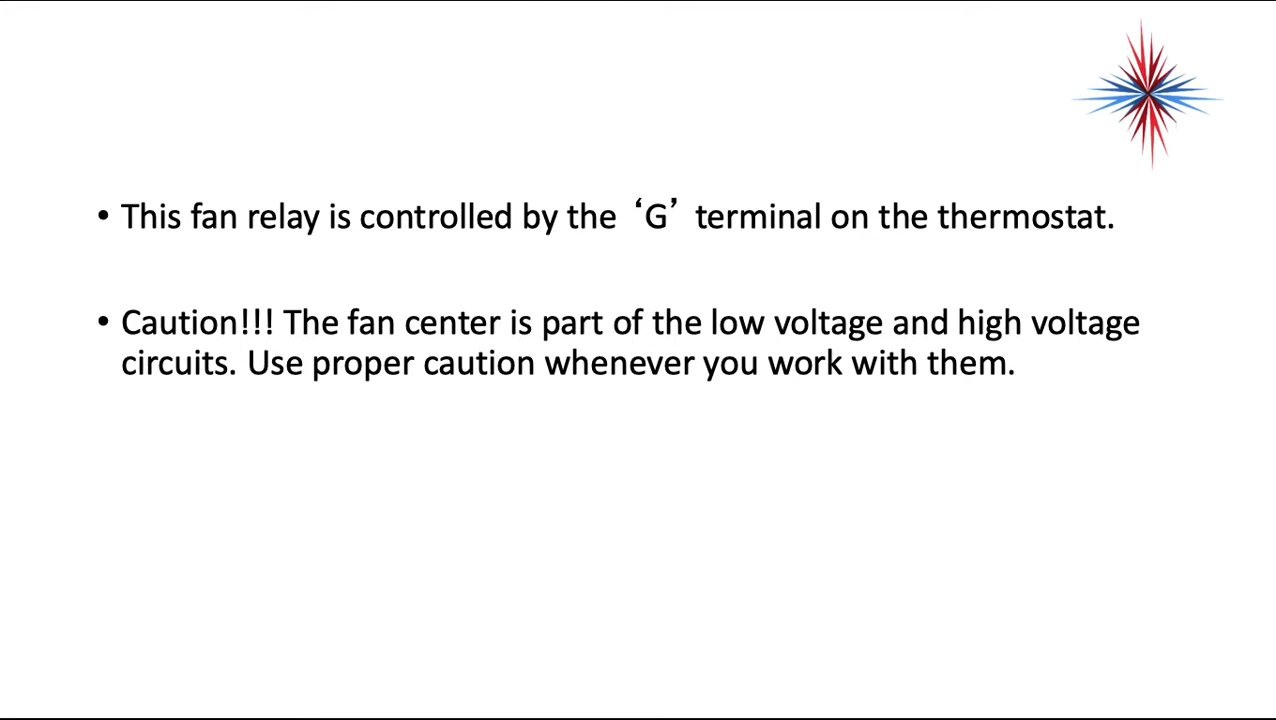 • This fan relay is controlled by the ‘G’ terminal on the thermostat.
• Caution!!! The fan center is part of the low voltage and high voltage
circuits. Use proper caution whenever you work with them.